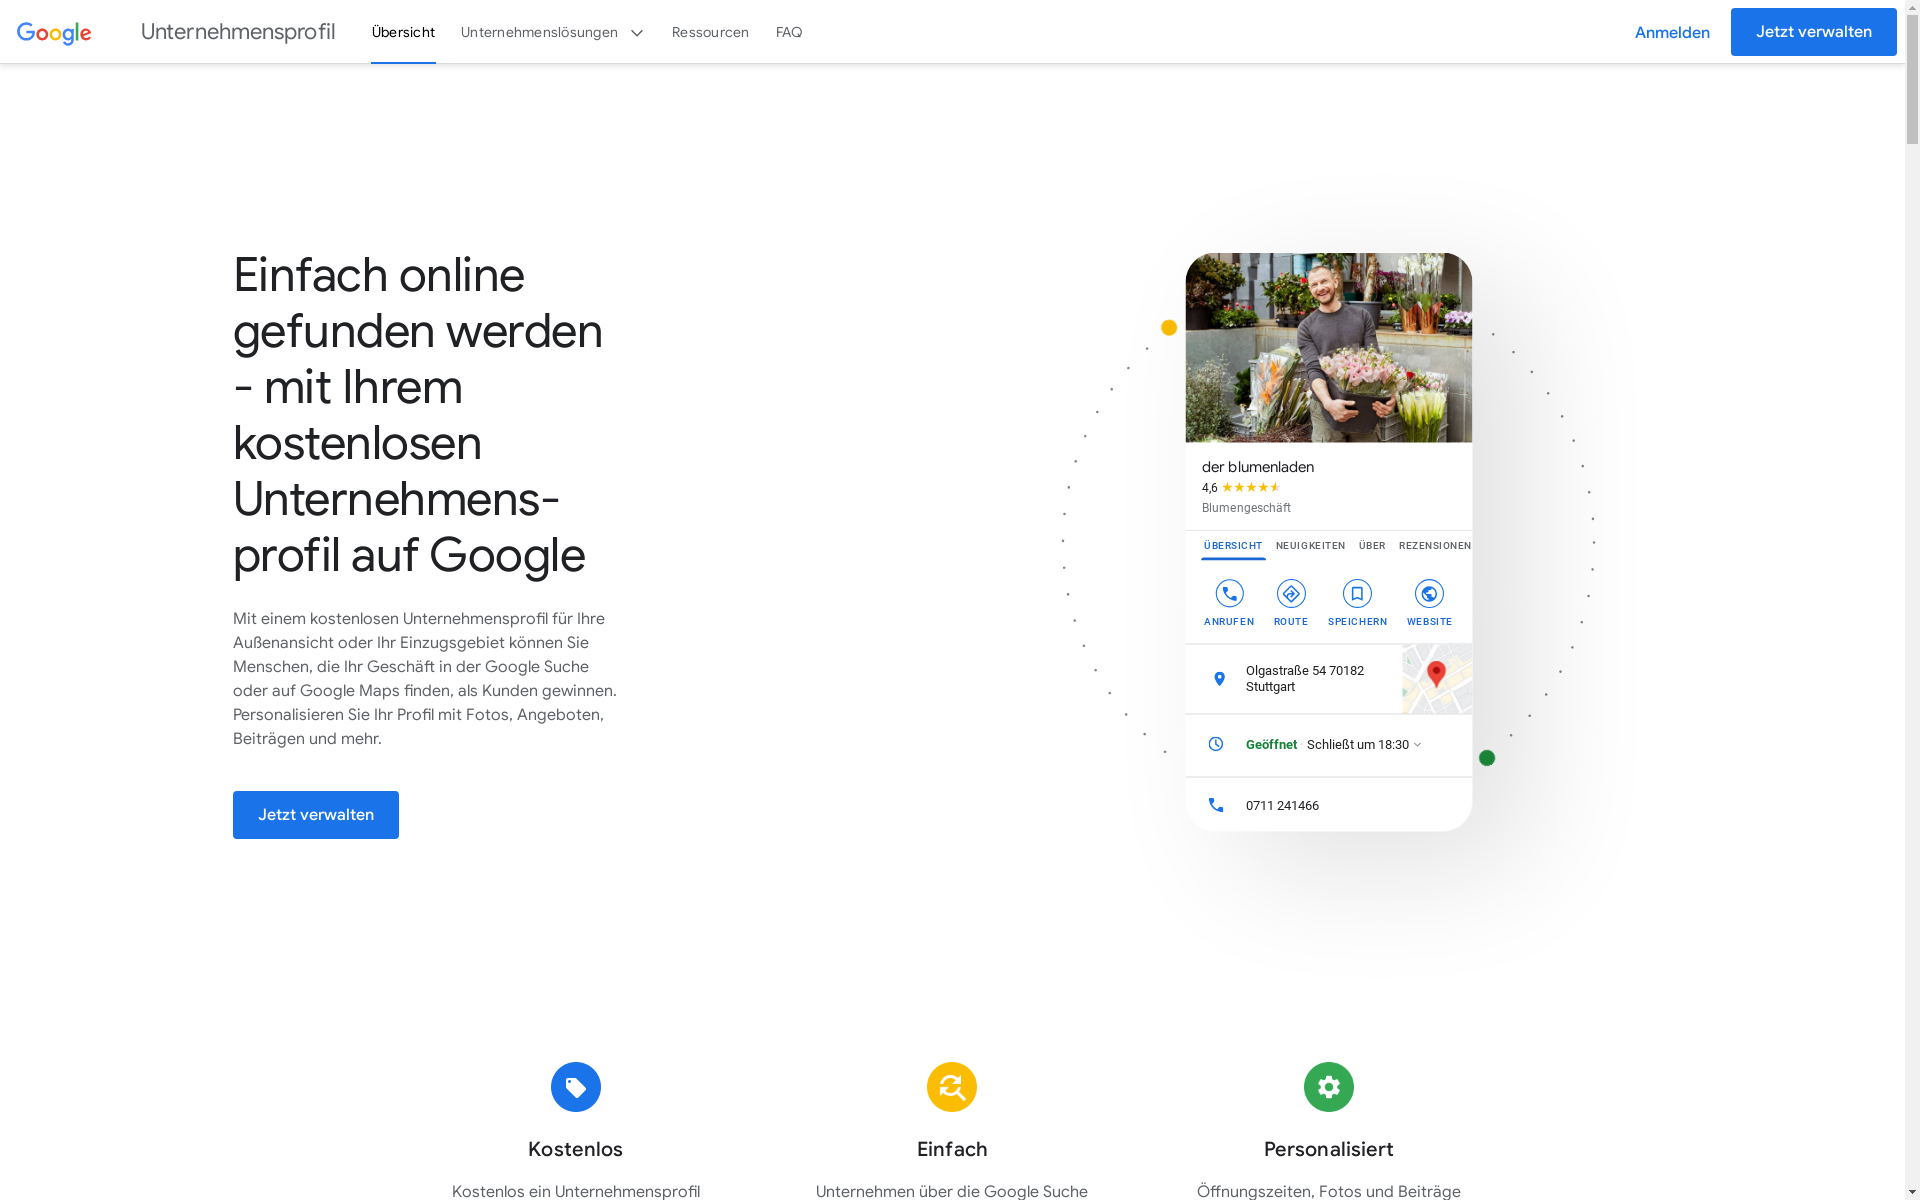 Google Unternehmensprofil Übersicht Unternehmenslösungen Ressourcen FAQ Anmelden Jetzt verwalten
Einfach online
gefunden werden
- mit Ihrem
kostenlosen
Unternehmens-
profil auf Google
Mit einem kostenlosen Unternehmensprofil für Ihre
Außenansicht oder Ihr Einzugsgebiet können Sie
Menschen, die Ihr Geschäft in der Google Suche
oder auf Google Maps finden, als Kunden gewinnen.
Personalisieren Sie Ihr Profil mit Fotos, Angeboten,
Beiträgen und mehr.
Jetzt verwalten
der blumenladen
4,6
Blumengeschäft
ÜBERSICHT NEUIGKEITEN ÜBER REZENSIONEN
ANRUFEN ROUTE SPEICHERN WEBSITE
Olgastraße 54 70182
Stuttgart
Geöffnet Schließt um 18:30
0711 241466
Kostenlos
Kostenlos ein Unternehmensprofil
Einfach
Unternehmen über die Google Suche
Personalisiert
Öffnungszeiten, Fotos und Beiträge